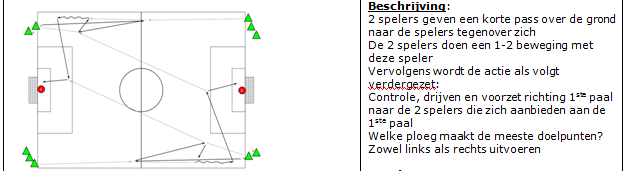 Beschrijving:
2 spelers geven een korte pass over de grond
naar de spelers tegenover zich
De 2 spelers doen een 1-2 beweging met
deze speler
Vervolgens wordt de actie als volgt
verdergezet:
Controle, drijven en voorzet richting 1ste paal
naar de 2 spelers die zich aanbieden aan de
1ste paal
Welke ploeg maakt de meeste doelpunten?
Zowel links als rechts uitvoeren